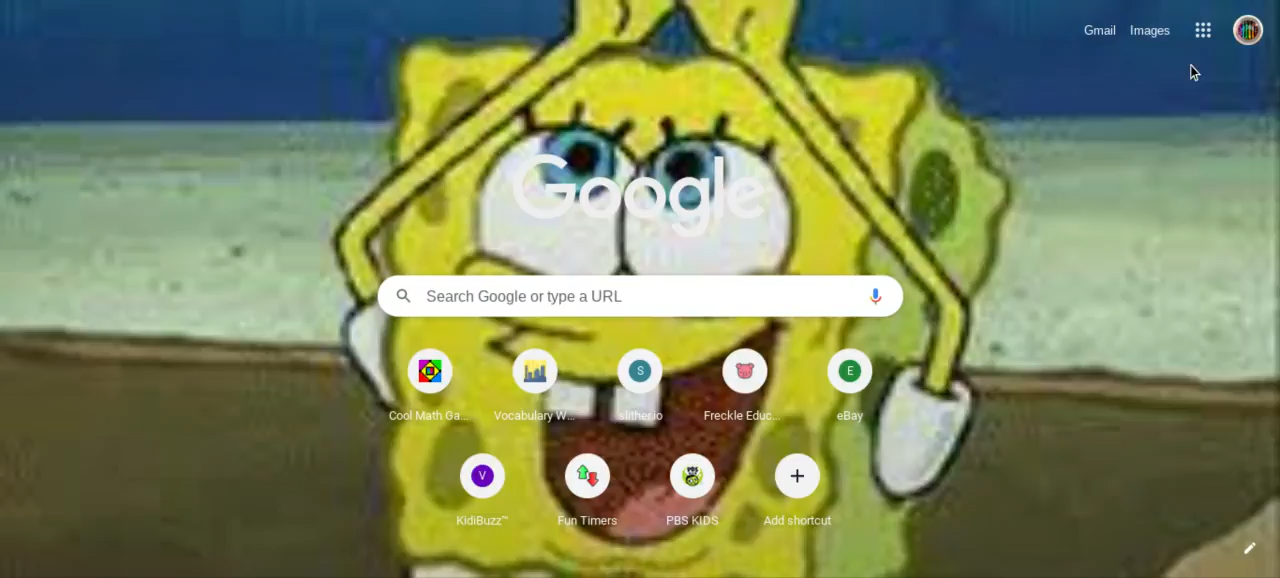 Gmail Images
Google
Search Google or type a URL
Cool Math Ga...
Vocabulary W...
S
slither.io
Freckle Educ...
E
eBay
V
KidiBuzz™
Fun Timers
PBS KIDS
Add shortcut